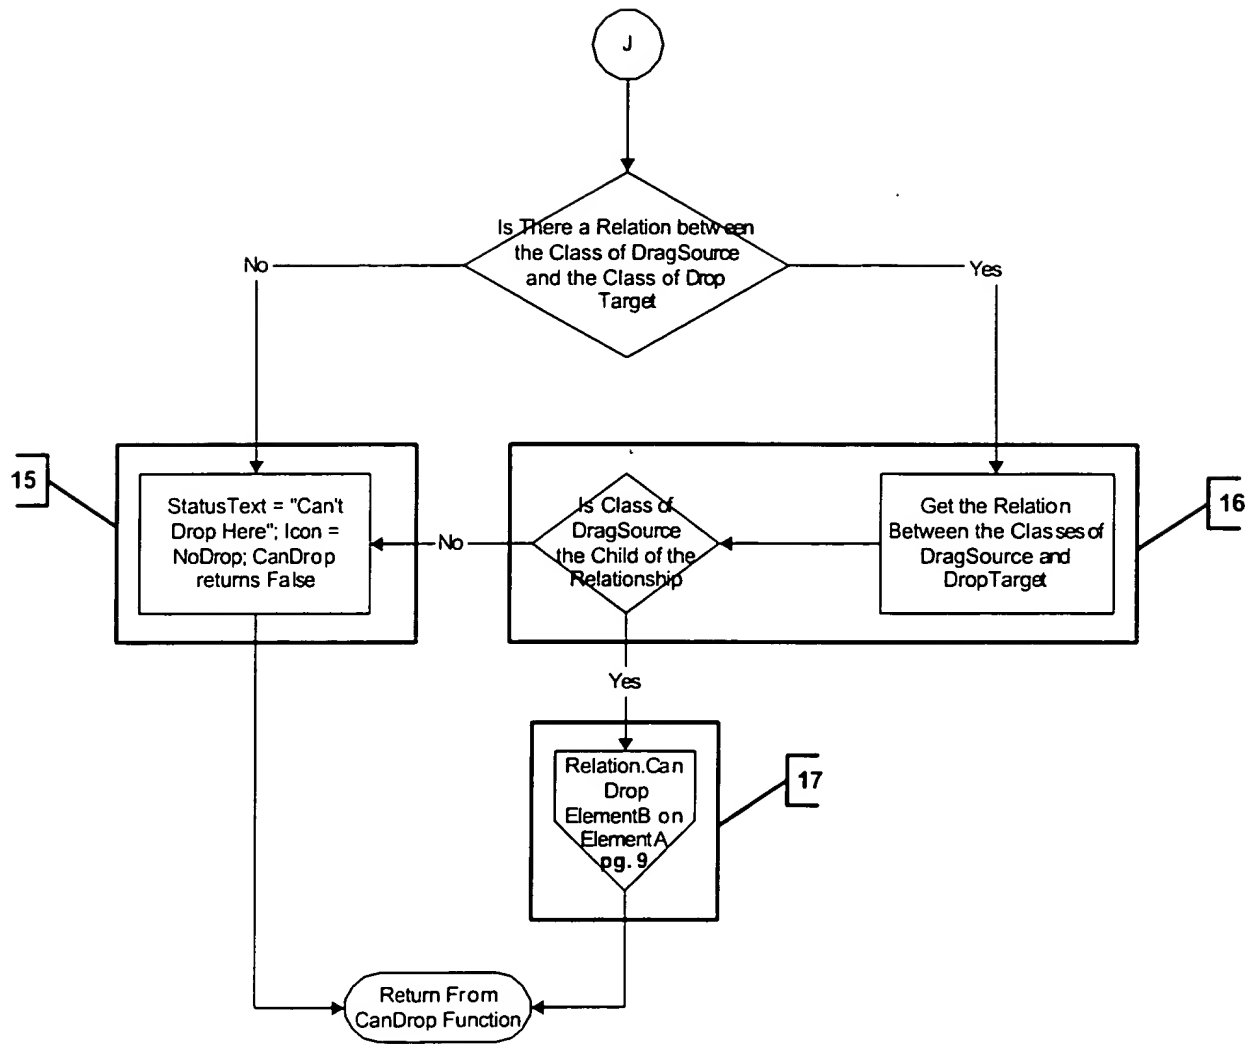 J
Is There a Relation between
the Class of DragSource
and the Class of Drop
Target
No
Yes
15
StatusText = "Can't
Drop Here"; Icon =
NoDrop; CanDrop
returns False
No
Is Class of
DragSource
the Child of the
Relationship
Get the Relation
Between the Classes of
DragSource and
DropTarget
16
Yes
Relation.Can
Drop
ElementB on
ElementA
pg. 9
17
Return From
CanDrop Function